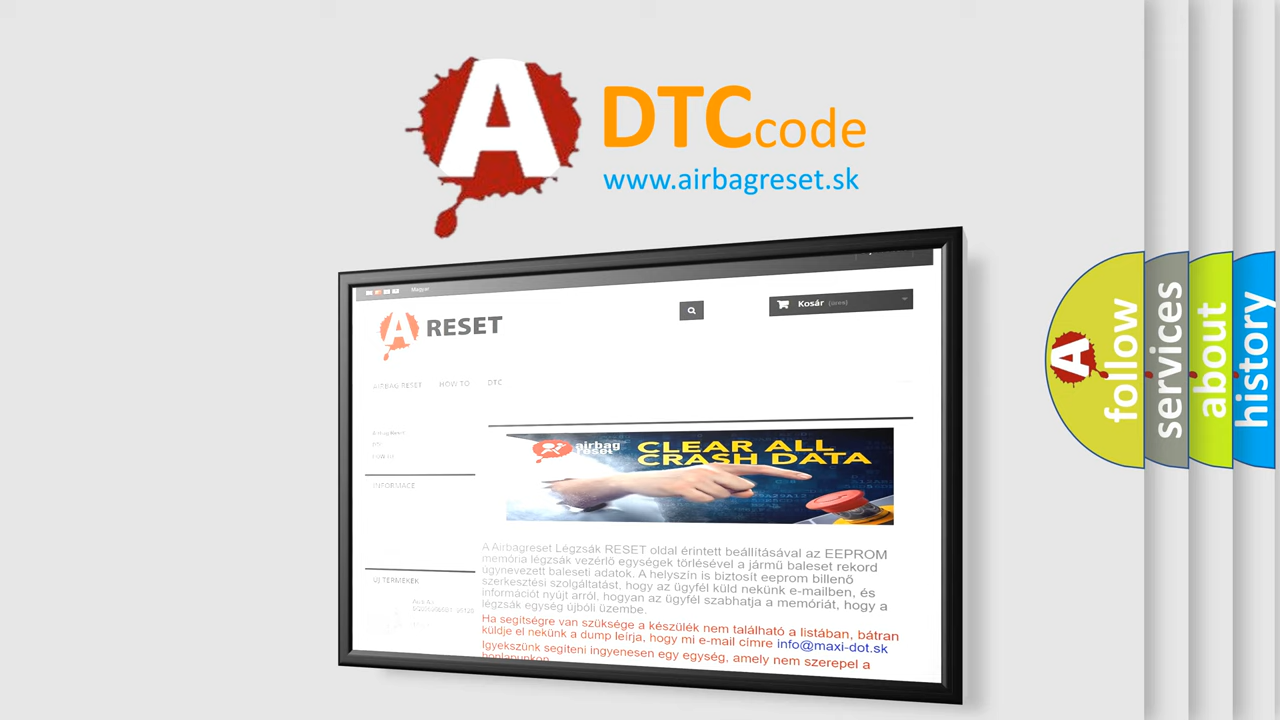 A DTCcode
www.airbagreset.sk
Magyar
A RESET
Kosár (üres)
AIRBAG RESET HOW TO DTC
Airbag Reset
INFORMACE
airbag reset
CLEAR ALL
CRASH DATA
A Airbagreset Légzsák RESET oldal érintett beállításával az EEPROM
memória légzsák vezérlő egységek törlésével a jármű baleset rekord
úgynevezett baleseti adatok. A helyszín is biztosít eeprom billenő
szerkesztési szolgáltatást, hogy az ügyfél küld nekünk e-mailben, és
információt nyújt arról, hogyan az ügyfél szabhatja a memóriát, hogy a
légzsák egység újbóli üzembe.
Ha segítségre van szüksége a készülék nem található a listában, bátran
küldje el nekünk a dump leírja, hogy mi e-mail címre info@maxi-dot.sk
Igyekszünk segíteni ingyenesen egy egység, amely nem szerepel a
honlapunkon
ÚJ TERMÉKEK
A follow
services
about
history